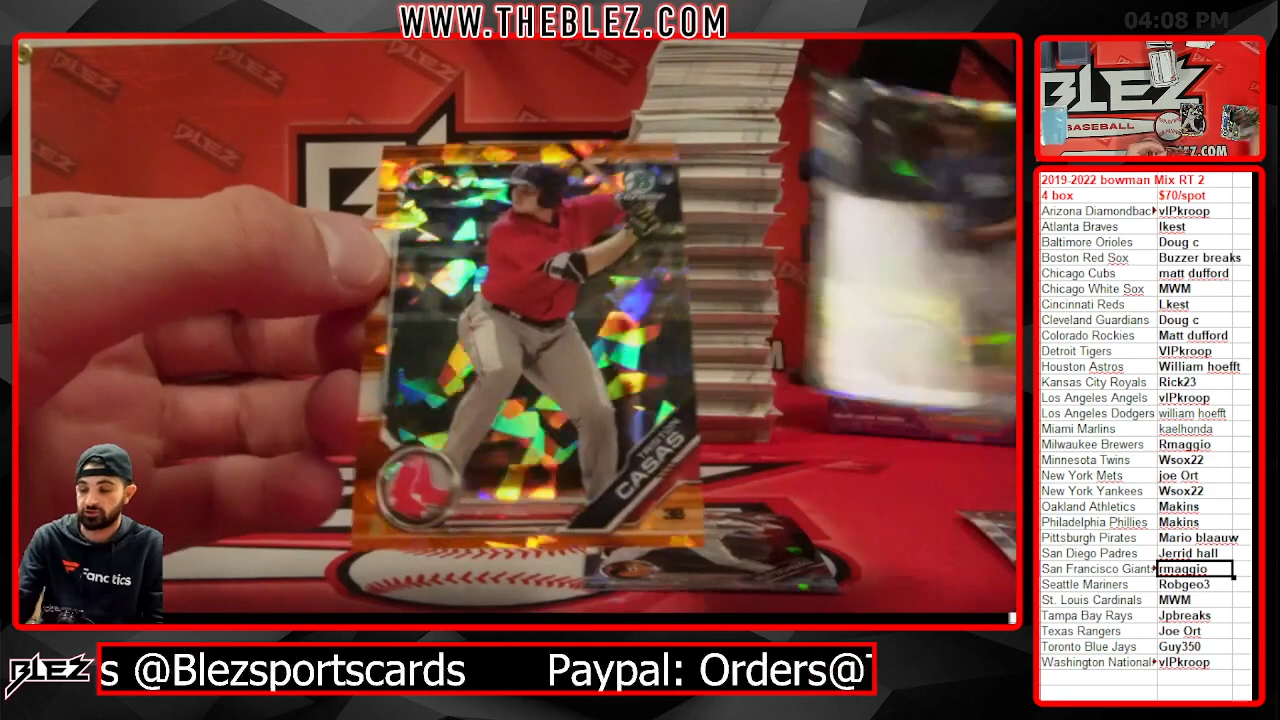 WWW.THEBLEZ.COM
04:08 PM
BLEZ
BLEZ
BLEZ
BLEZ
TRISTON
CASAS
BLEZ
BASEBALL
2019-2022 bowman Mix RT 2
4 box $70/spot
Arizona Diamondbac vIPkroop
Atlanta Braves lkest
Baltimore Orioles Doug c
Boston Red Sox Buzzer breaks
Chicago Cubs matt dufford
Chicago White Sox MWM
Cincinnati Reds Lkest
Cleveland Guardians Doug c
Colorado Rockies Matt dufford
Detroit Tigers VIPkroop
Houston Astros William hoefft
Kansas City Royals Rick23
Los Angeles Angels vIPkroop
Los Angeles Dodgers william hoefft
Miami Marlins kaelhonda
Milwaukee Brewers Rmaggio
Minnesota Twins Wsox22
New York Mets joe Ort
New York Yankees Wsox22
Oakland Athletics Makins
Philadelphia Phillies Makins
Pittsburgh Pirates Mario blaauw
San Diego Padres Jerrid hall
San Francisco Giant rmaggio
Seattle Mariners Robgeo3
St. Louis Cardinals MWM
Tampa Bay Rays Jpbreaks
Texas Rangers Joe Ort
Toronto Blue Jays Guy350
Washington National vIPkroop
Fanatics
BLEZ
s @Blezsportscards Paypal: Orders@